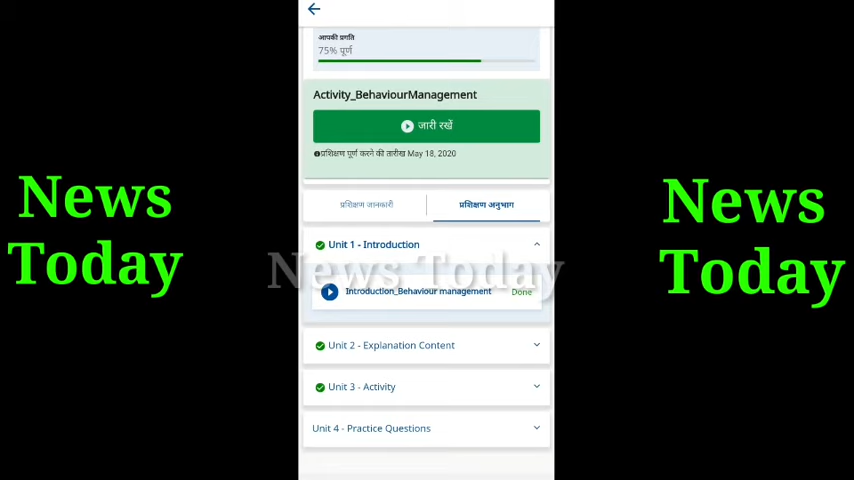 आपकी प्रगति
75% पूर्ण
Activity_BehaviourManagement
जारी रखें
प्रशिक्षण पूर्ण करने की तारीख May 18, 2020
प्रशिक्षण जानकारी
प्रशिक्षण अनुभाग
Unit 1 - Introduction
Introduction_Behaviour management
Done
Unit 2 - Explanation Content
Unit 3 - Activity
Unit 4 - Practice Questions
News
Today
News Today
News
Today